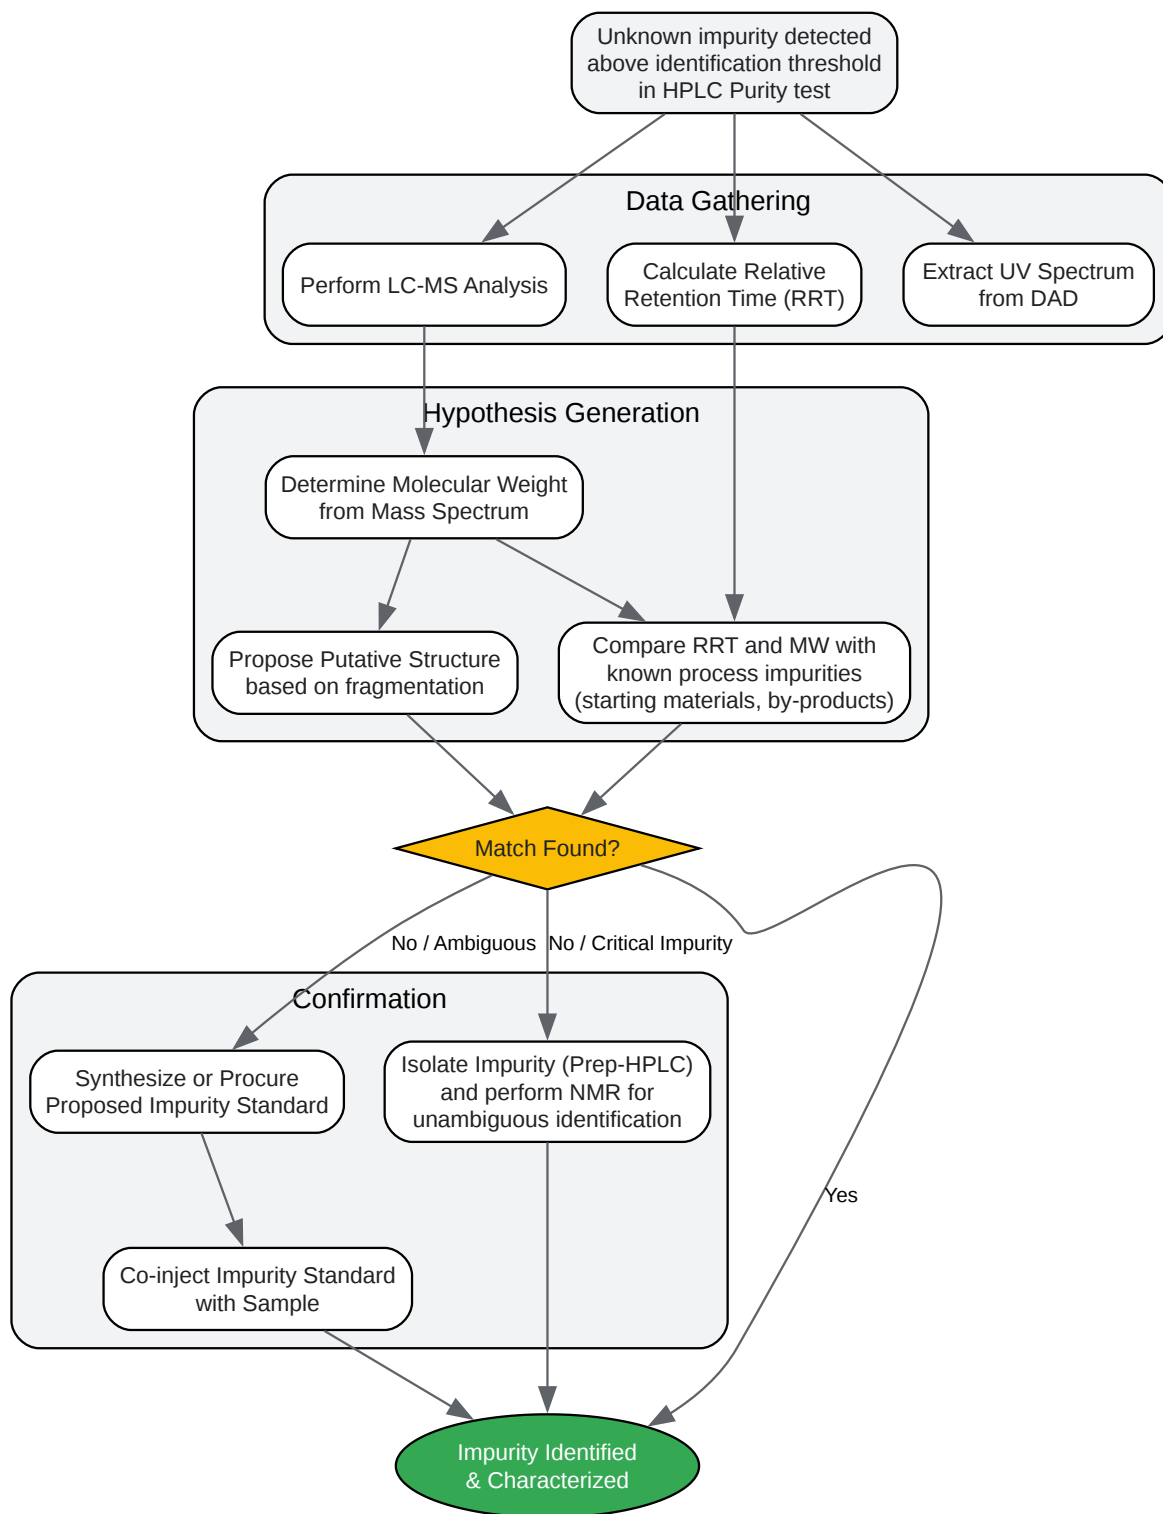 Unknown impurity detected
above identification threshold
in HPLC Purity test
Data Gathering
Perform LC-MS Analysis
Calculate Relative
Retention Time (RRT)
Extract UV Spectrum
from DAD
Hypothesis Generation
Determine Molecular Weight
from Mass Spectrum
Propose Putative Structure
based on fragmentation
Compare RRT and MW with
known process impurities
(starting materials, by-products)
Match Found?
No / Ambiguous
No / Critical Impurity
Confirmation
Synthesize or Procure
Proposed Impurity Standard
Isolate Impurity (Prep-HPLC)
and perform NMR for
unambiguous identification
Yes
Co-inject Impurity Standard
with Sample
Impurity Identified
& Characterized